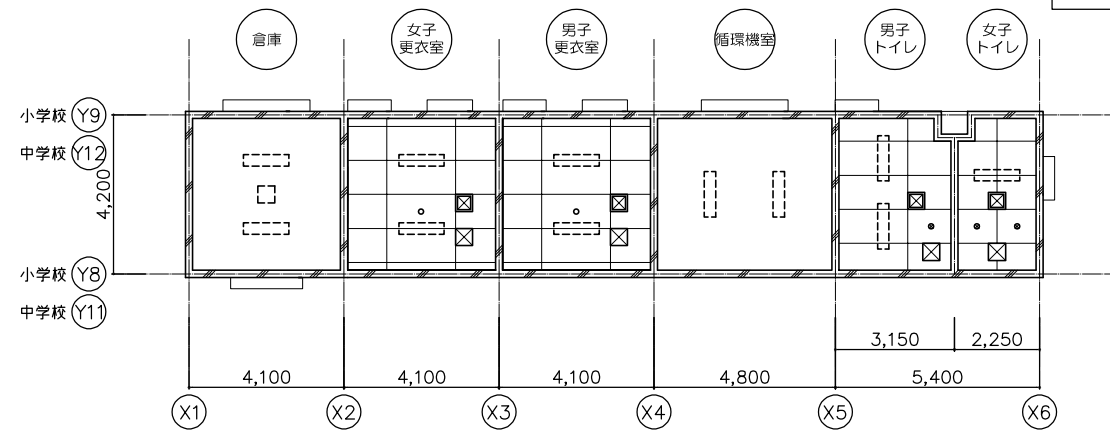 倉庫
女子
更衣室
男子
更衣室
循環機室
男子
トイレ
女子
トイレ
小学校 Y9
中学校 Y12
4,200
小学校 Y8
中学校 Y11
3,150 2,250
4,100 4,100 4,100 4,800 5,400
X1 X2 X3 X4 X5 X6